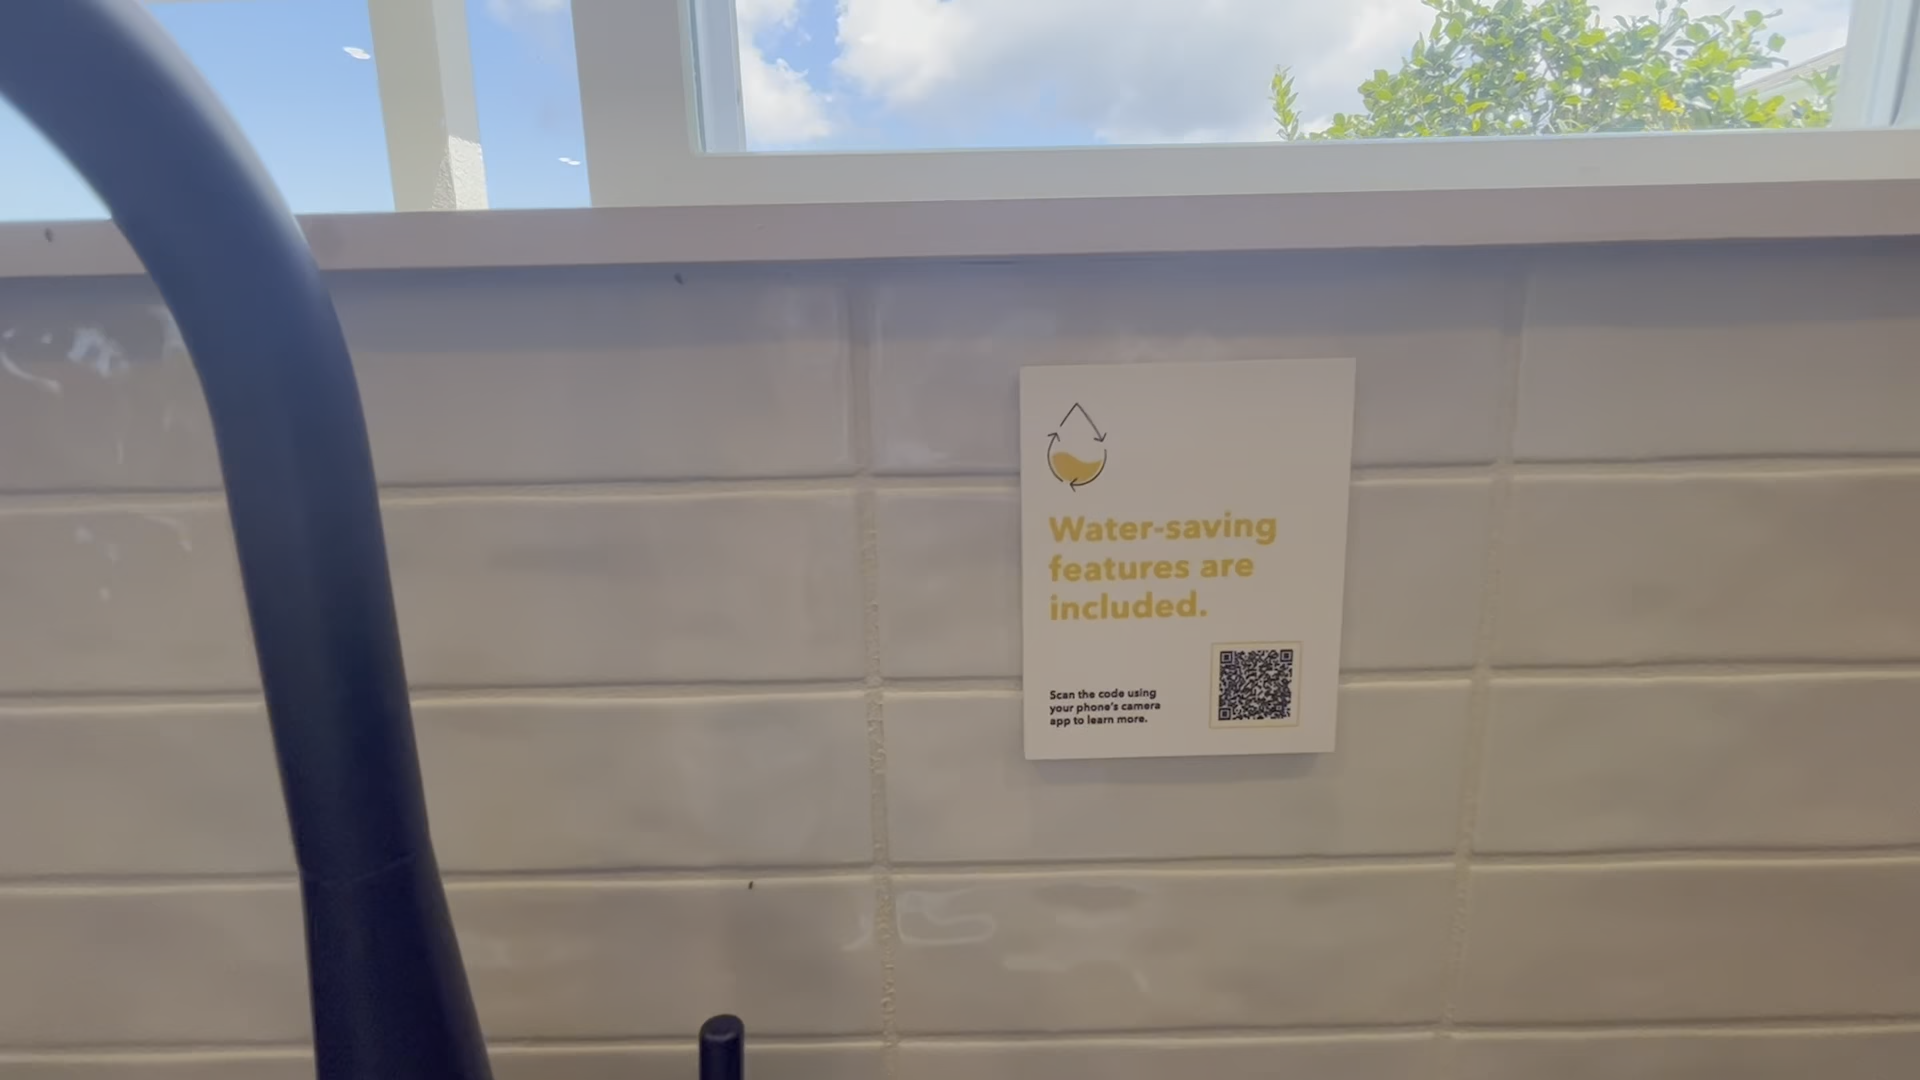 Water-saving
features are
included.
Scan the code using
your phone's camera
app to learn more.